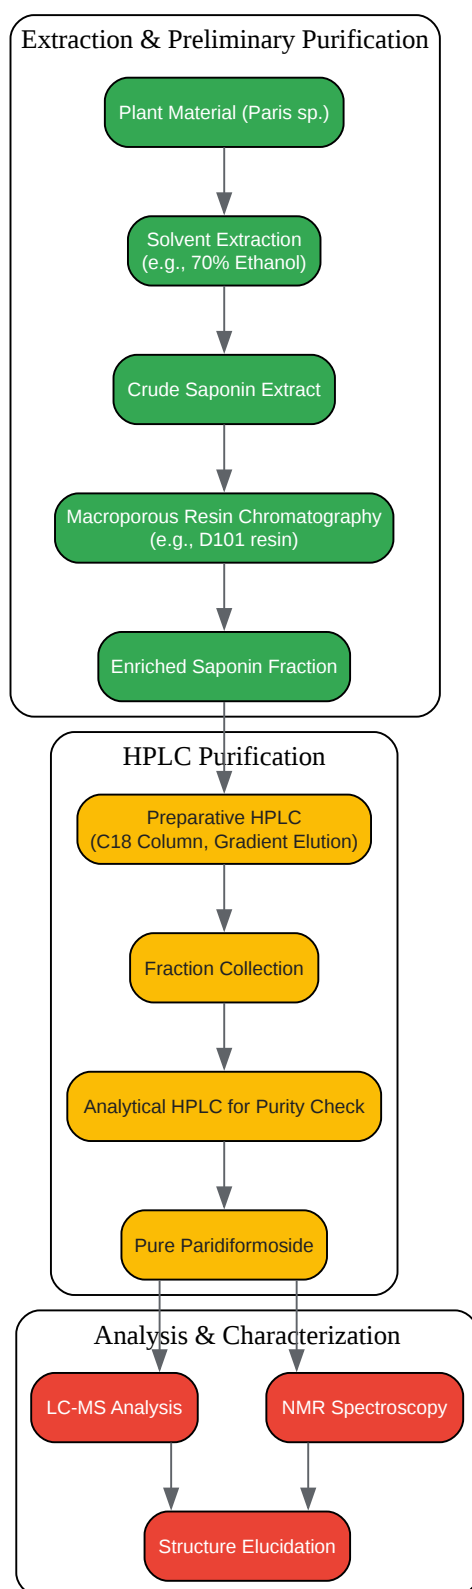 Extraction & Preliminary Purification
Plant Material (Paris sp.)
Solvent Extraction
(e.g., 70% Ethanol)
Crude Saponin Extract
Macroporous Resin Chromatography
(e.g., D101 resin)
Enriched Saponin Fraction
HPLC Purification
Preparative HPLC
(C18 Column, Gradient Elution)
Fraction Collection
Analytical HPLC for Purity Check
Pure Paridiformoside
Analysis & Characterization
LC-MS Analysis
NMR Spectroscopy
Structure Elucidation